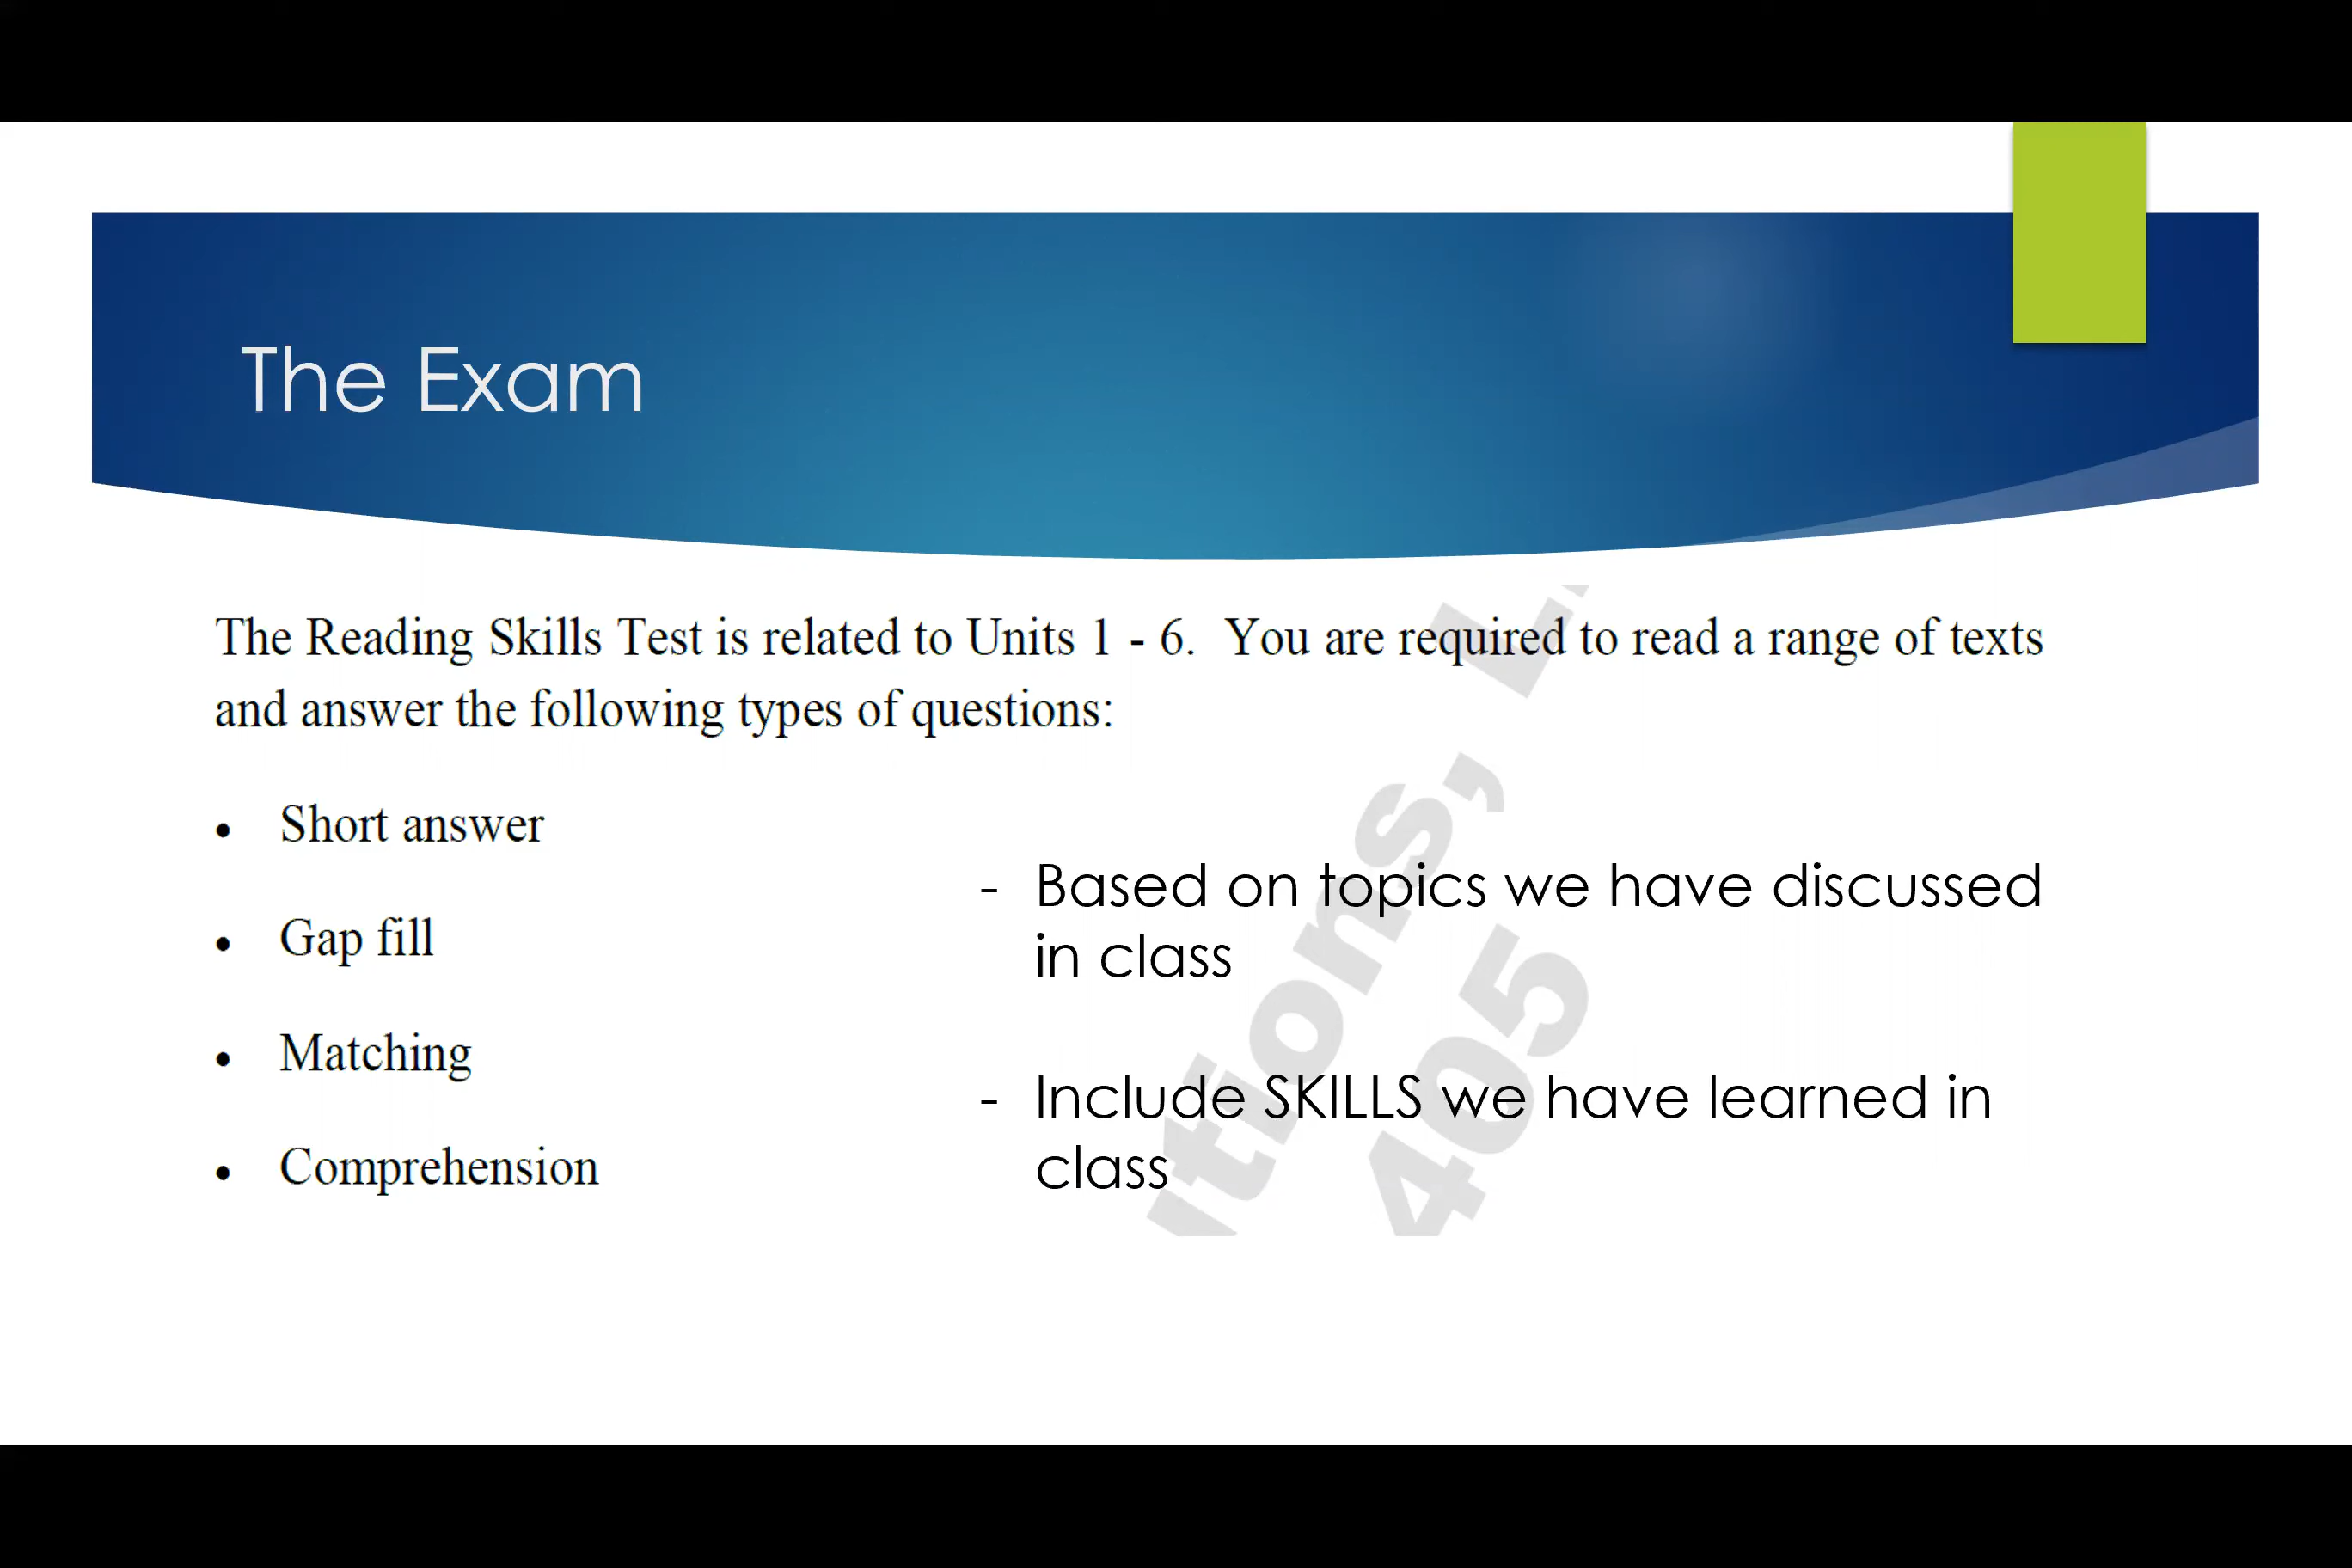 The Exam
The Reading Skills Test is related to Units 1 - 6. You are required to read a range of texts
and answer the following types of questions:
• Short answer
• Gap fill
• Matching
• Comprehension
- Based on topics we have discussed
in class
- Include SKILLS we have learned in
class
405